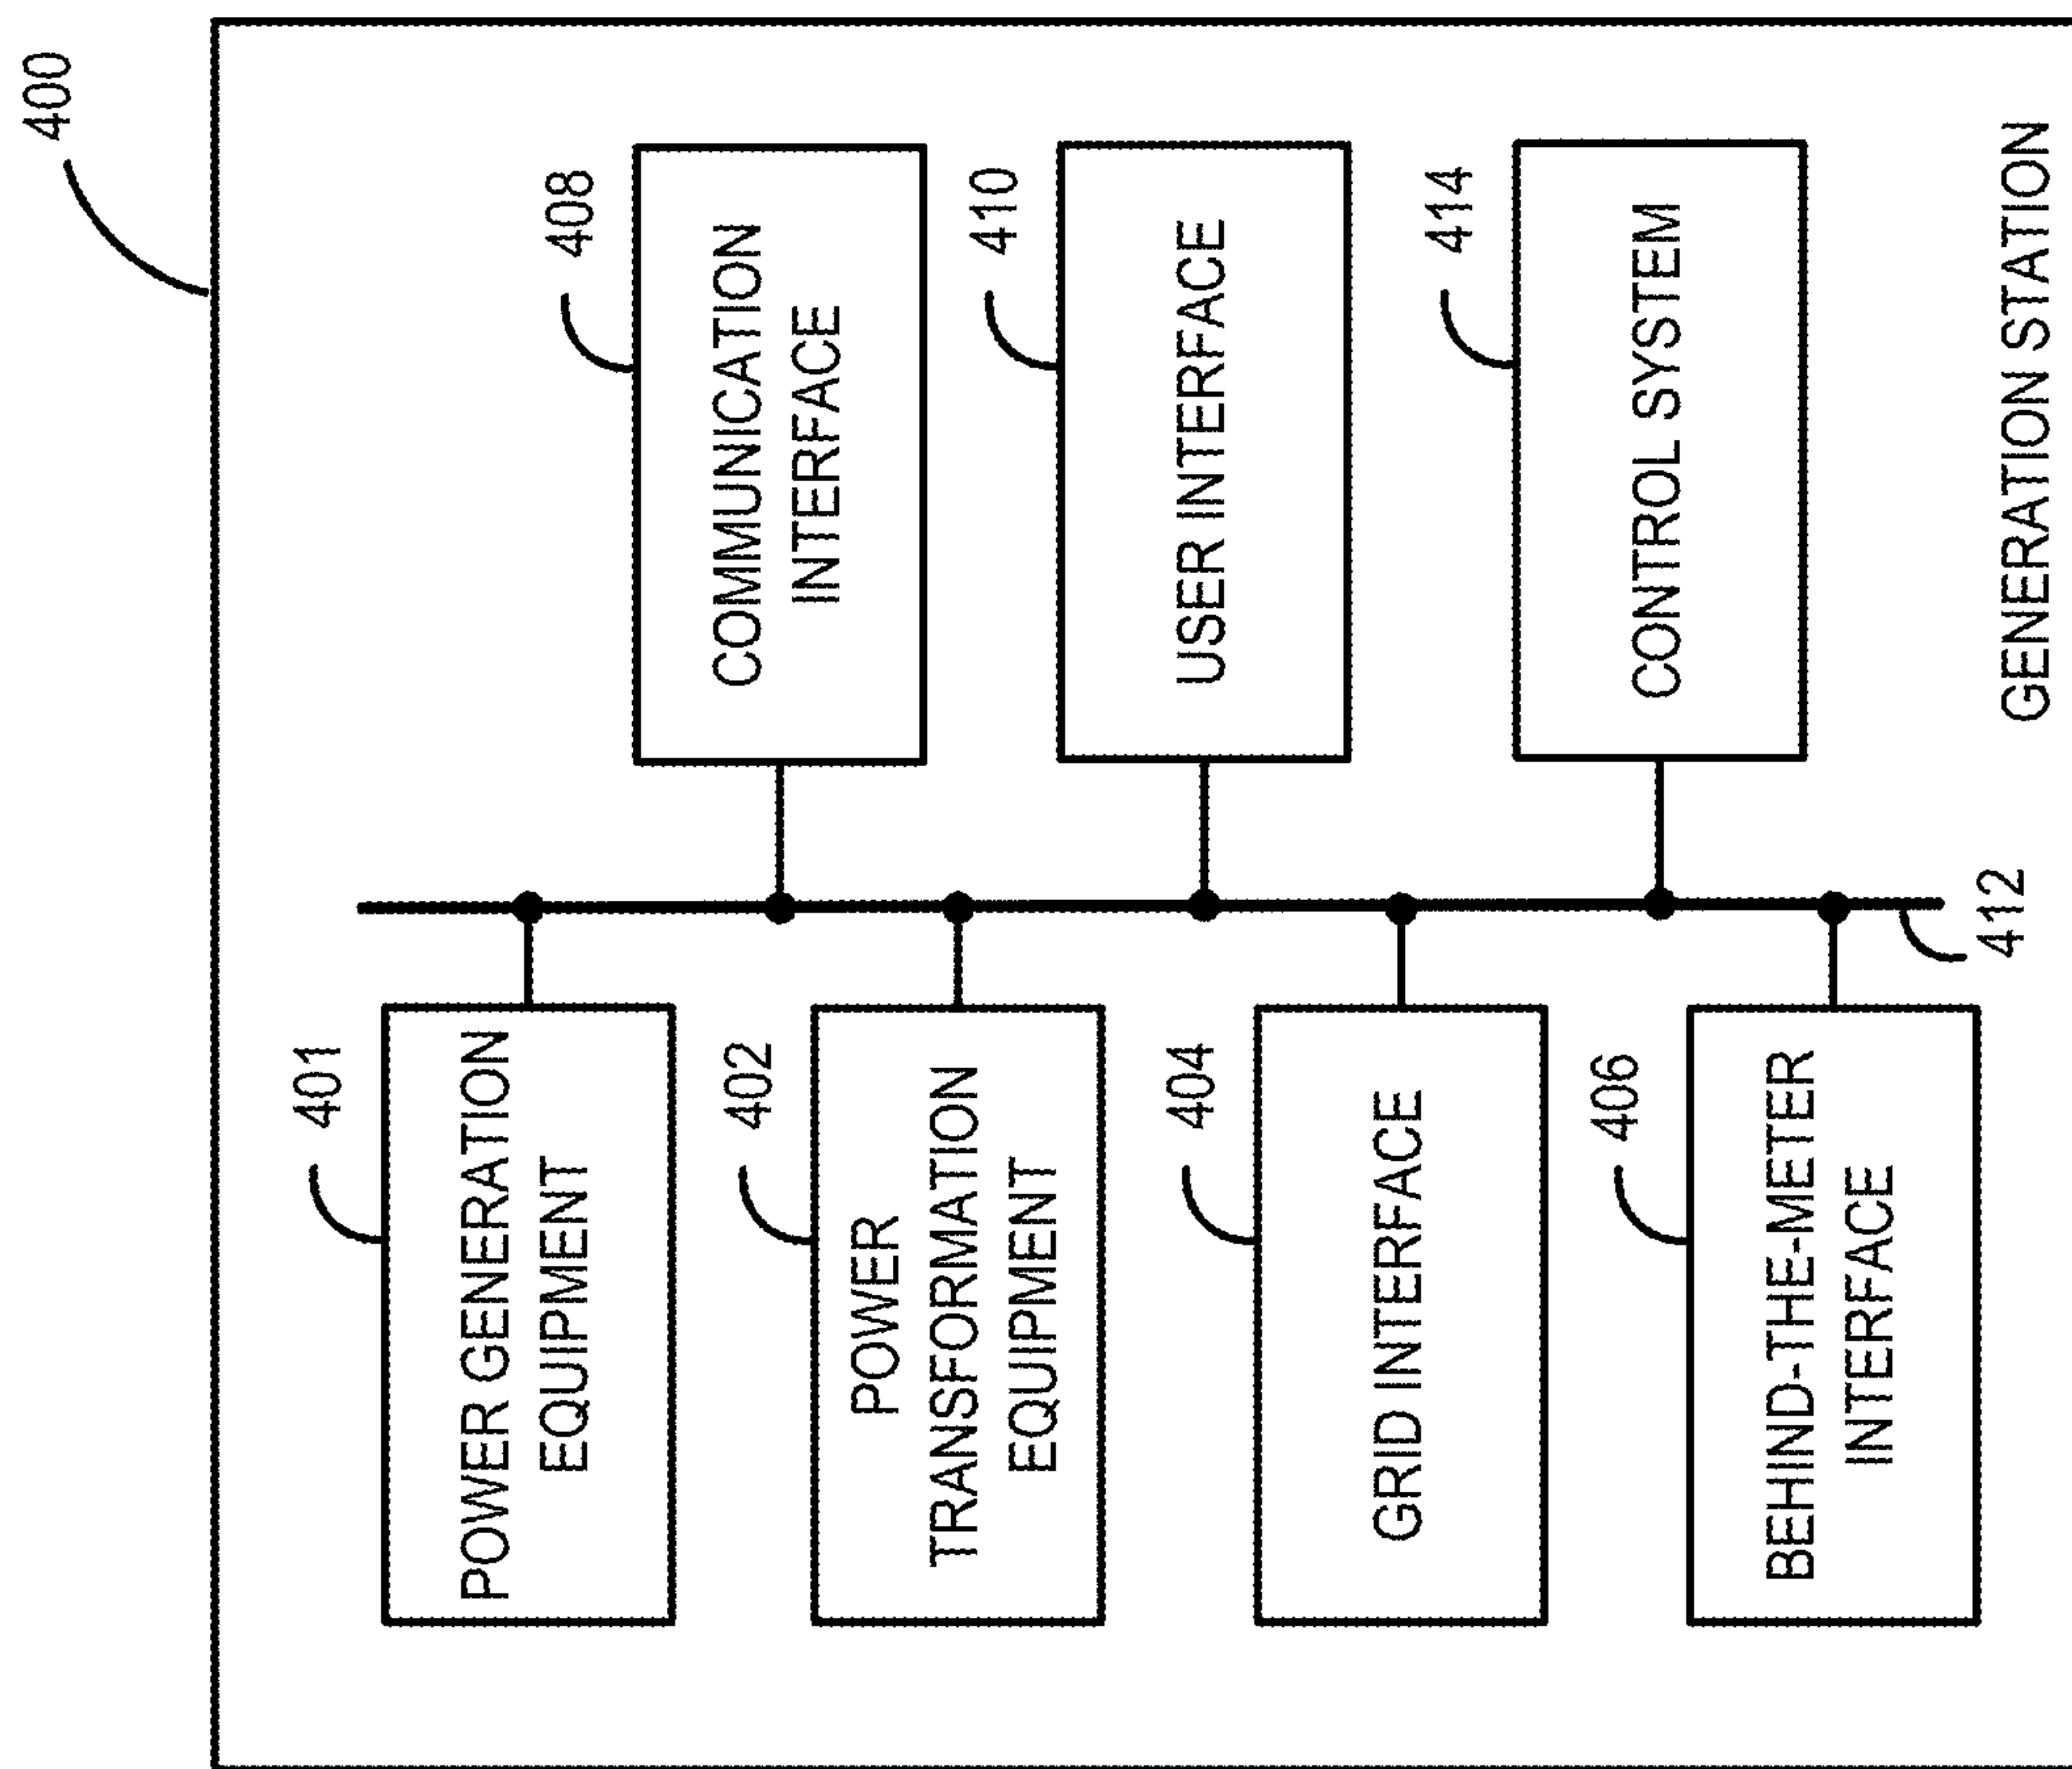 400
401
POWER GENERATION
EQUIPMENT
402
POWER
TRANSFORMATION
EQUIPMENT
404
GRID INTERFACE
406
BEHIND-THE-METER
INTERFACE
408
COMMUNICATION
INTERFACE
410
USER INTERFACE
414
CONTROL SYSTEM
412
GENERATION STATION